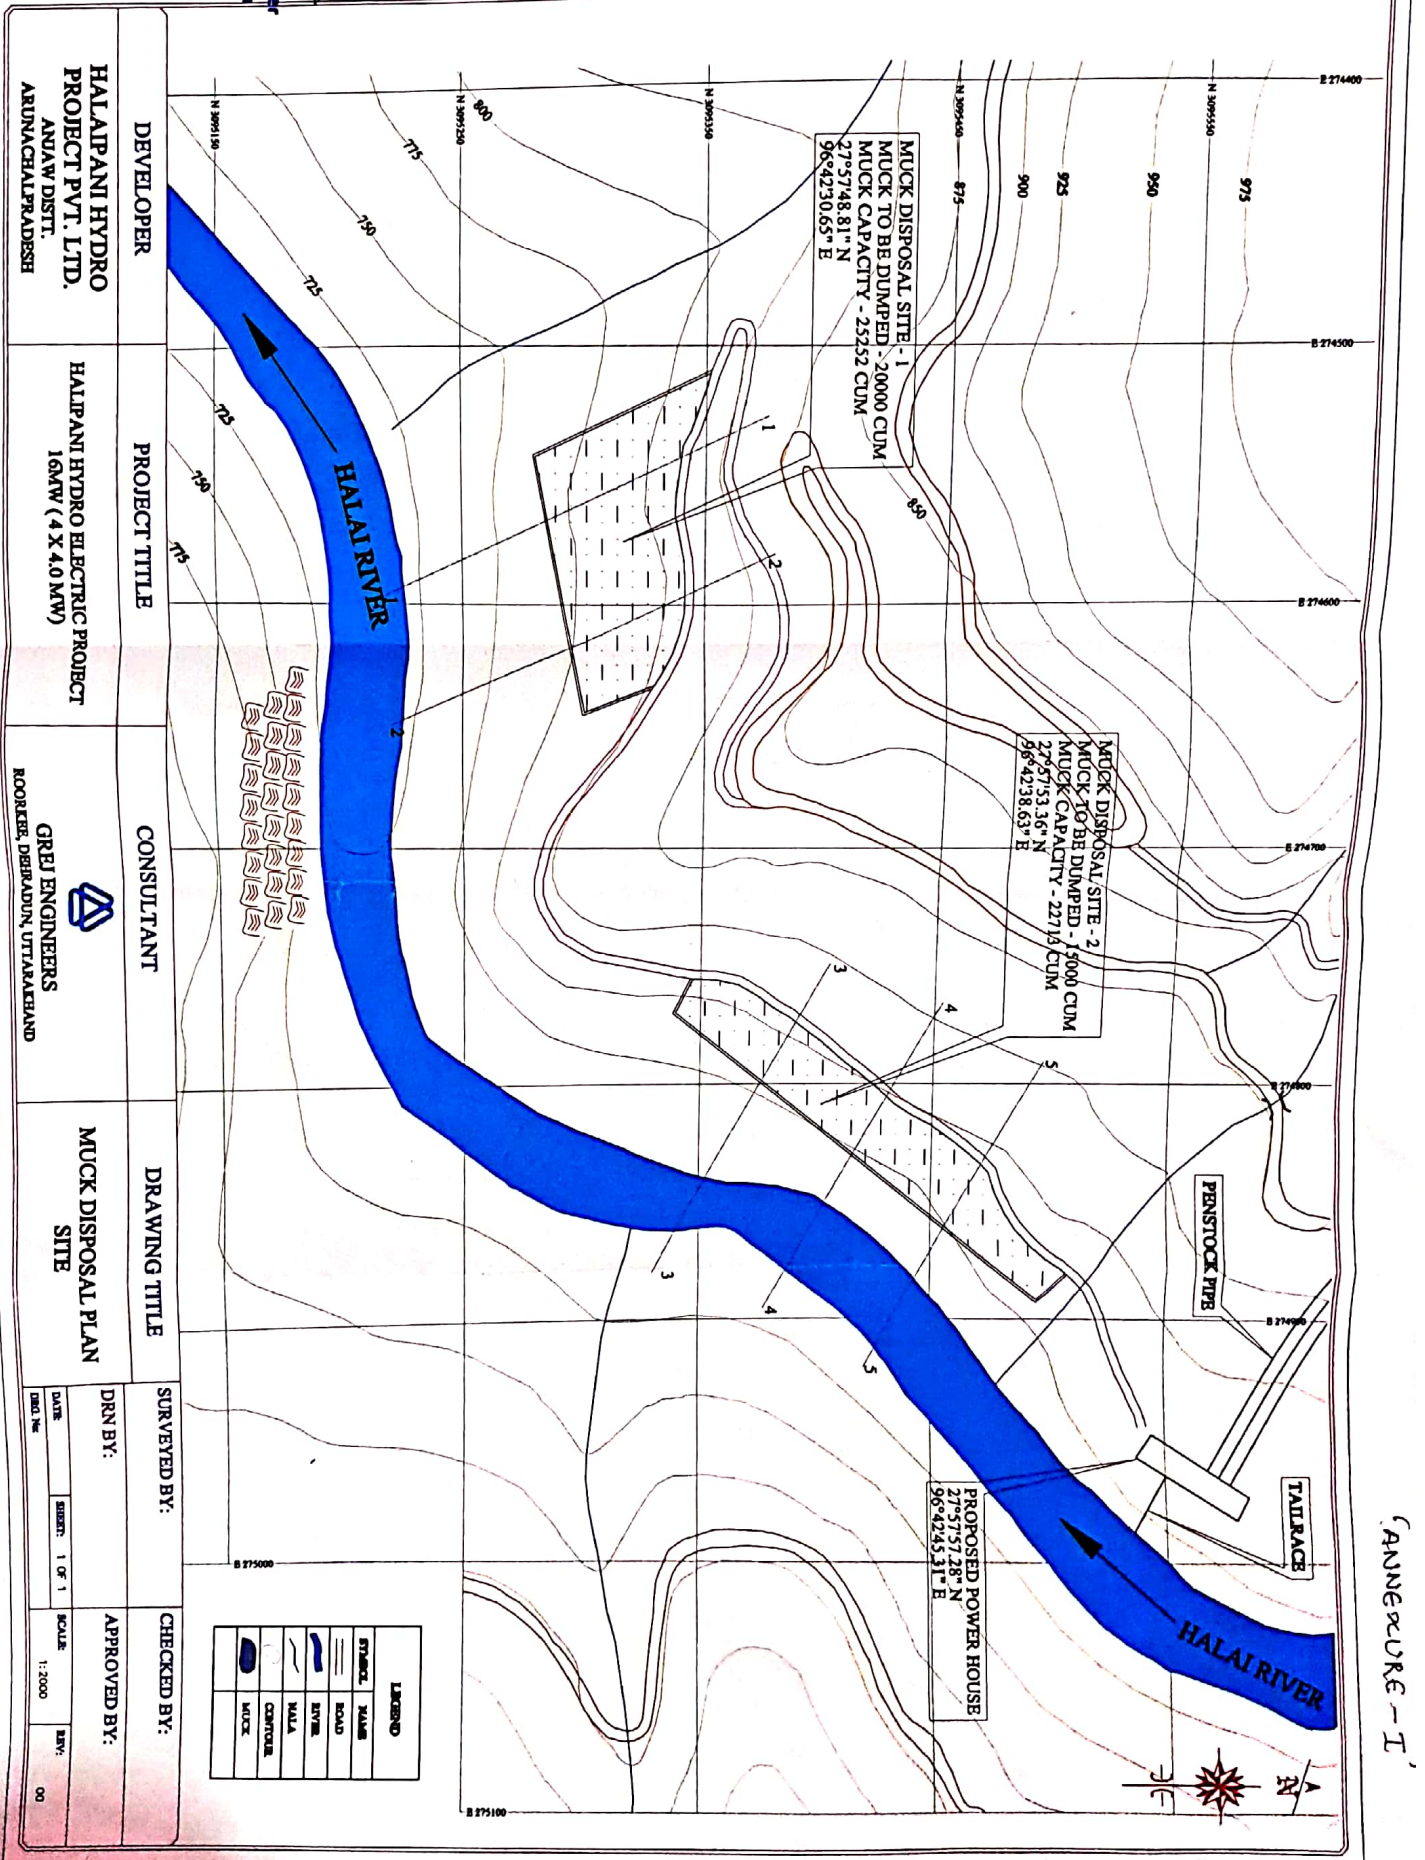 'ANNEXURE - I'
E 274400
E 274500
E 274600
E 274700
E 274800
E 274900
E 275000
E 275100
N 3095550
N 3095450
N 3095350
N 3095250
N 3095150
975
950
925
900
875
850
800
775
750
725
725
750
775
MUCK DISPOSAL SITE - 1
MUCK TO BE DUMPED - 20000 CUM
MUCK CAPACITY - 25252 CUM
27°57'48.81" N
96°42'30.65" E
MUCK DISPOSAL SITE - 2
MUCK TO BE DUMPED - 15000 CUM
MUCK CAPACITY - 22713 CUM
27°57'53.36" N
96°42'38.63" E
1
1
2
2
3
3
4
4
5
5
PENSTOCK PIPE
TAILRACE
PROPOSED POWER HOUSE
27°57'57.28" N
96°42'45.31" E
HALAI RIVER
HALAI RIVER
N
LEGEND
SYMBOL NAME
ROAD
RIVER
NALA
CONTOUR
MUCK
DEVELOPER
HALAIPANI HYDRO
PROJECT PVT. LTD.
ANJAW DISTT.
ARUNACHALPRADESH
PROJECT TITLE
HALIPANI HYDRO ELECTRIC PROJECT
16MW ( 4 X 4.0 MW)
CONSULTANT
GREJ ENGINEERS
ROORKEE, DEHRADUN, UTTARAKHAND
DRAWING TITLE
MUCK DISPOSAL PLAN
SITE
SURVEYED BY:
CHECKED BY:
DRN BY:
APPROVED BY:
DATE:
SHEET: 1 OF 1
SCALE: 1:2000
REV: 00
DRG. No: